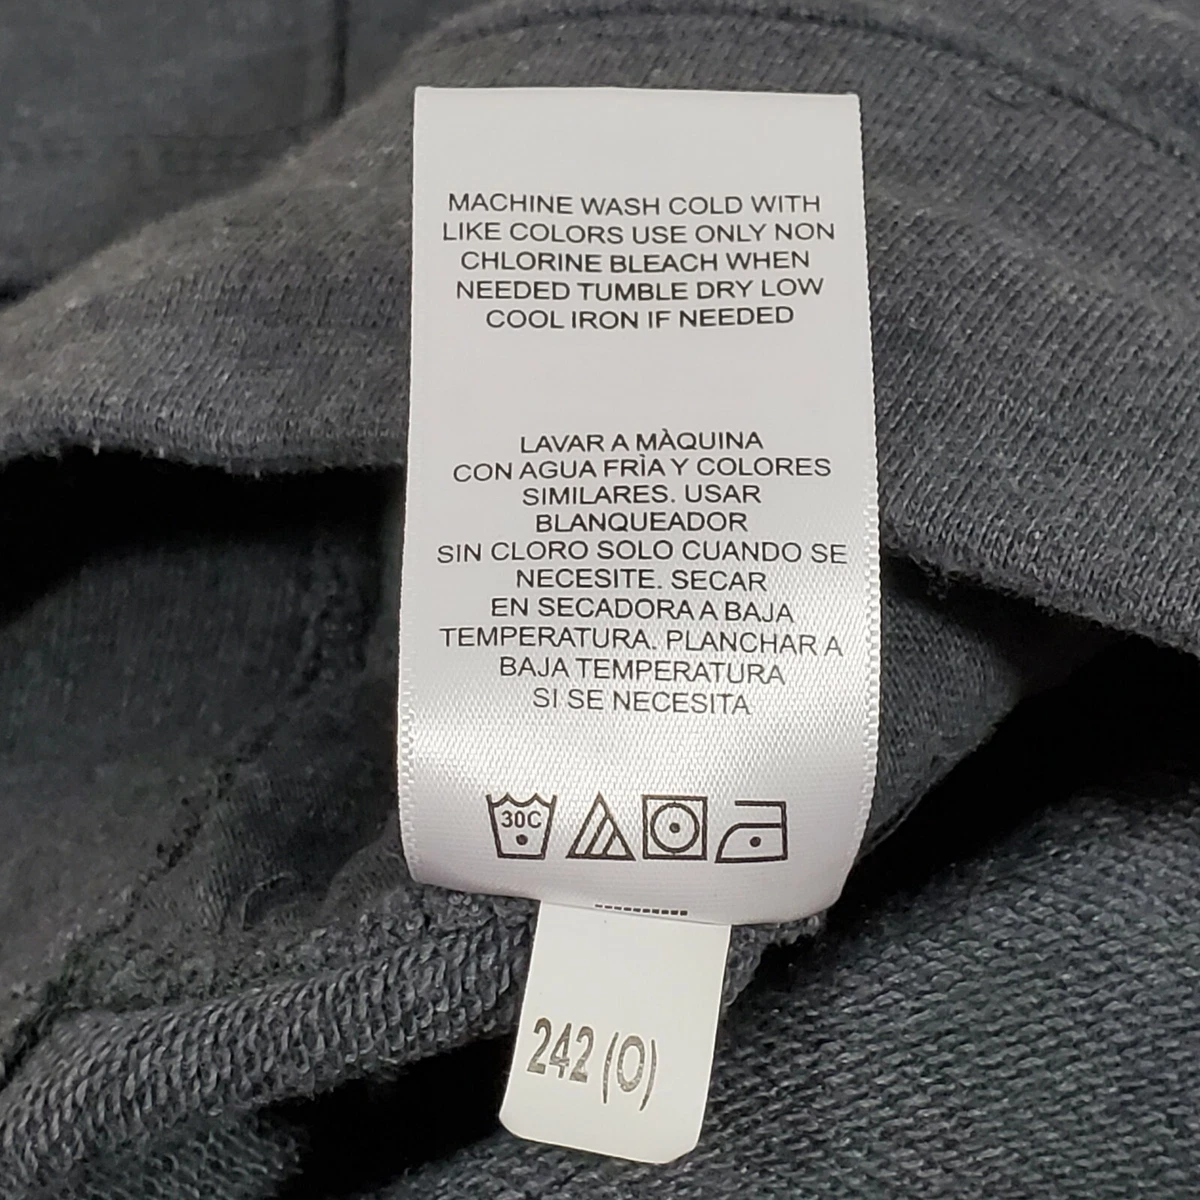 MACHINE WASH COLD WITH
LIKE COLORS USE ONLY NON
CHLORINE BLEACH WHEN
NEEDED TUMBLE DRY LOW
COOL IRON IF NEEDED
LAVAR A MÀQUINA
CON AGUA FRÌA Y COLORES
SIMILARES. USAR
BLANQUEADOR
SIN CLORO SOLO CUANDO SE
NECESITE. SECAR
EN SECADORA A BAJA
TEMPERATURA. PLANCHAR A
BAJA TEMPERATURA
SI SE NECESITA
30C
242 (O)